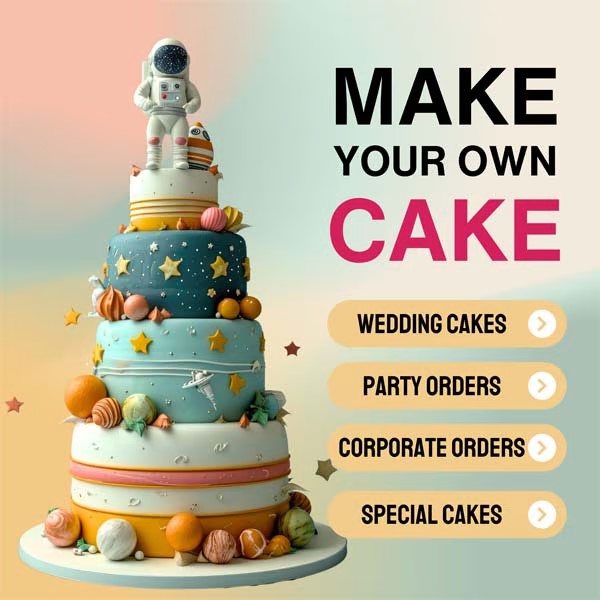 MAKE
YOUR OWN
CAKE
WEDDING CAKES
PARTY ORDERS
CORPORATE ORDERS
SPECIAL CAKES